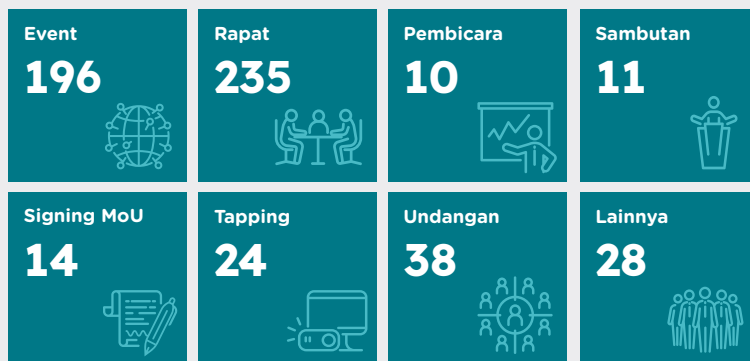 Event
196
Rapat
235
Pembicara
10
Sambutan
11
Signing MoU
14
Tapping
24
Undangan
38
Lainnya
28